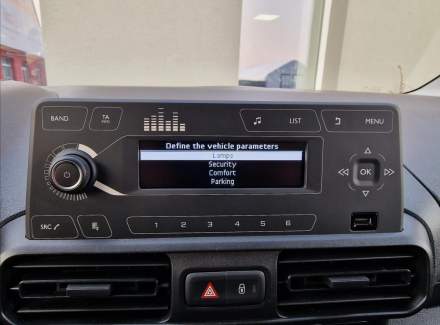 BAND
TA
INFO
LIST
MENU
Define the vehicle parameters
Lamps
Security
Comfort
Parking
OK
SRC
1 2 3 4 5 6